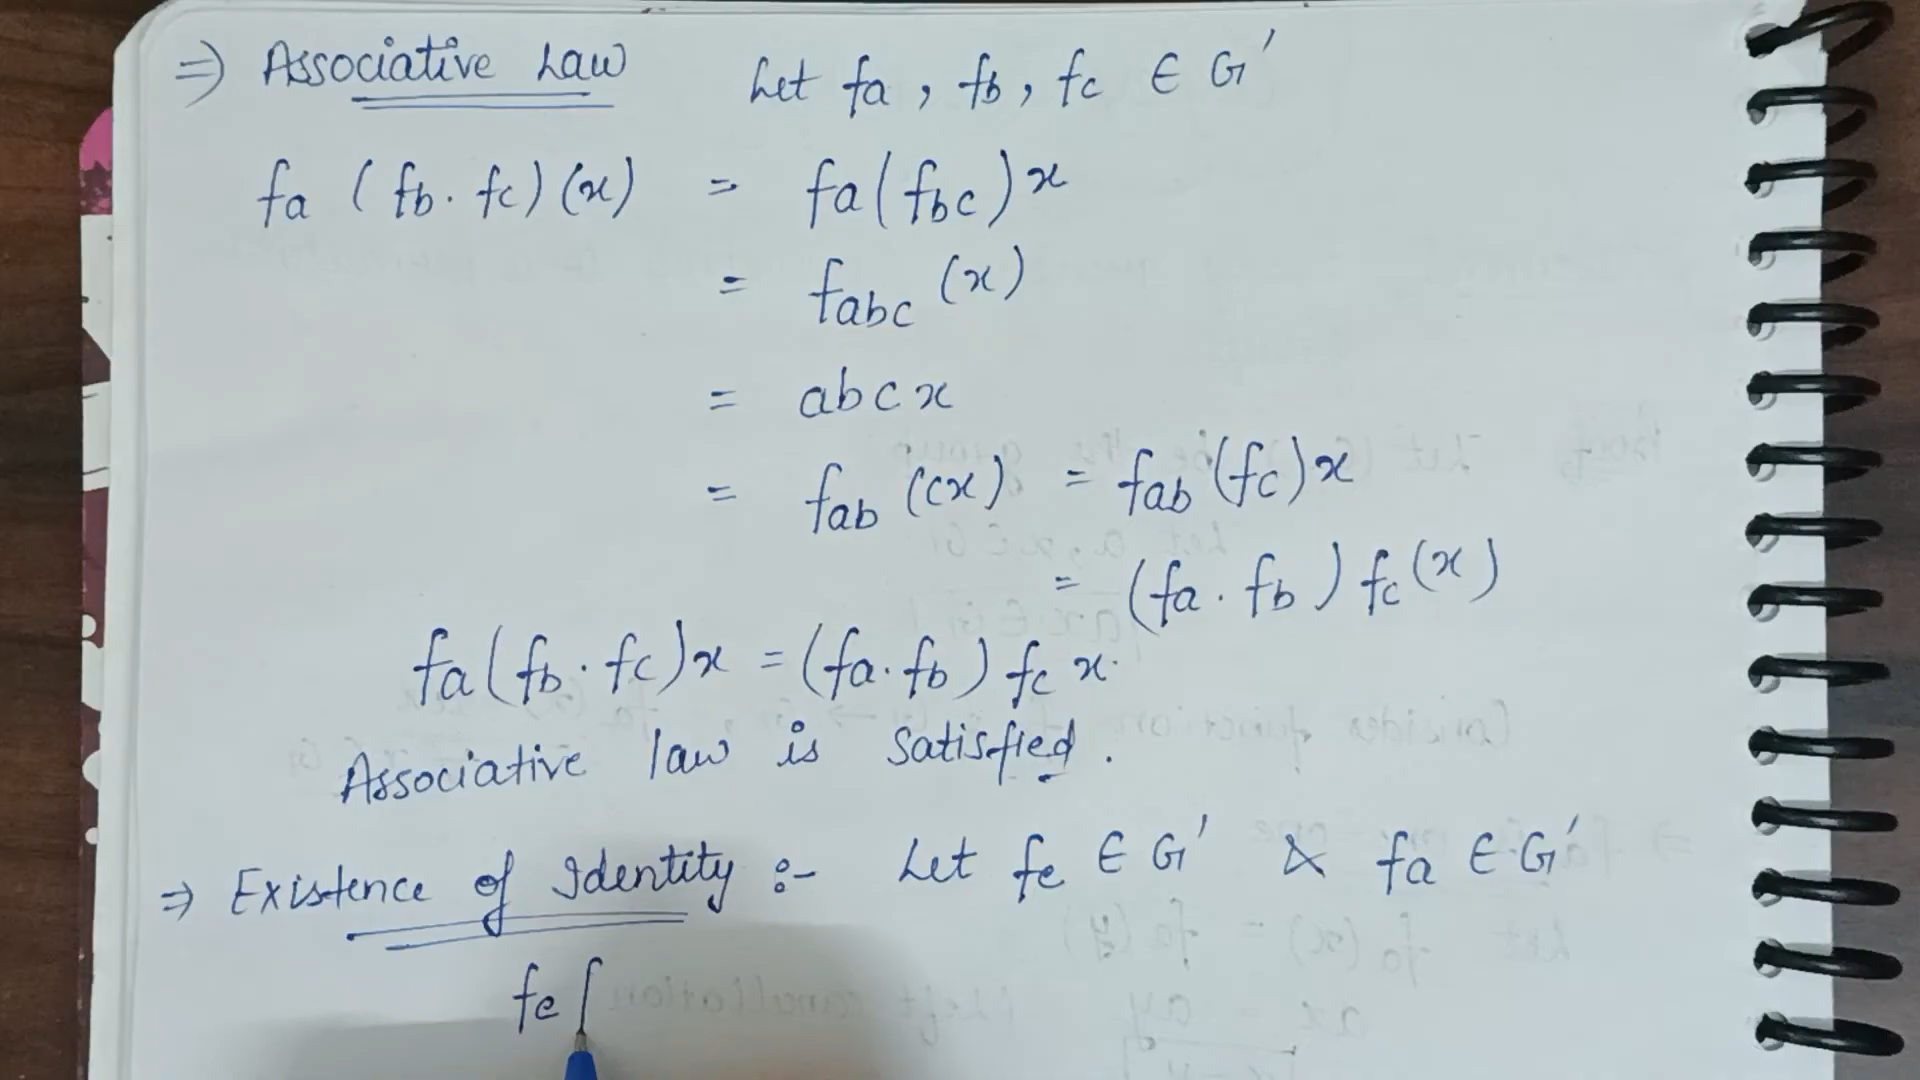 ⇒ Associative Law Let fa, fb, fc ∈ G'
fa (fb . fc) (x) = fa(fbc)x
= fabc (x)
= abcx
= fab (cx) = fab (fc)x
= (fa . fb) fc (x)
fa(fb . fc)x = (fa . fb) fc x.
Associative law is satisfied.
⇒ Existence of Identity :- Let fe ∈ G' & fa ∈ G'
fe f